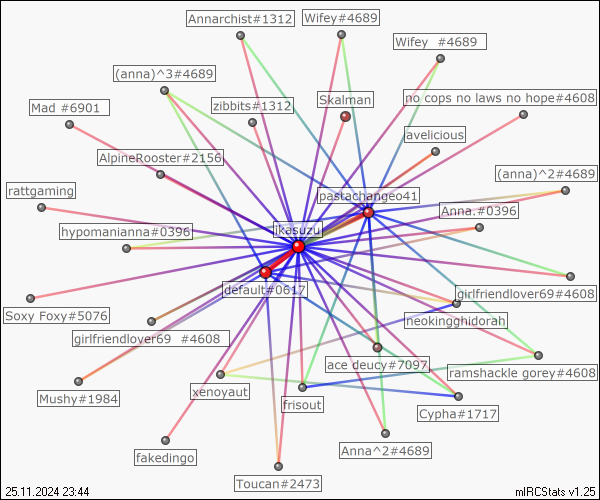 Annarchist#1312
Wifey#4689
Wifey  #4689
(anna)^3#4689
Skalman
no cops no laws no hope#4608
Mad #6901
zibbits#1312
avelicious
AlpineRooster#2156
(anna)^2#4689
rattgaming
pastachange041
Anna.#0396
hypomanianna#0396
ikasuzu
default#0617
girlfriendlover69#4608
Soxy Foxy#5076
neokingghidorah
girlfriendlover69  #4608
ace deucy#7097
ramshackle gorey#4608
Mushy#1984
xenoyaut
frisout
Cypha#1717
fakedingo
Anna^2#4689
Toucan#2473
25.11.2024 23:44
mIRCStats v1.25